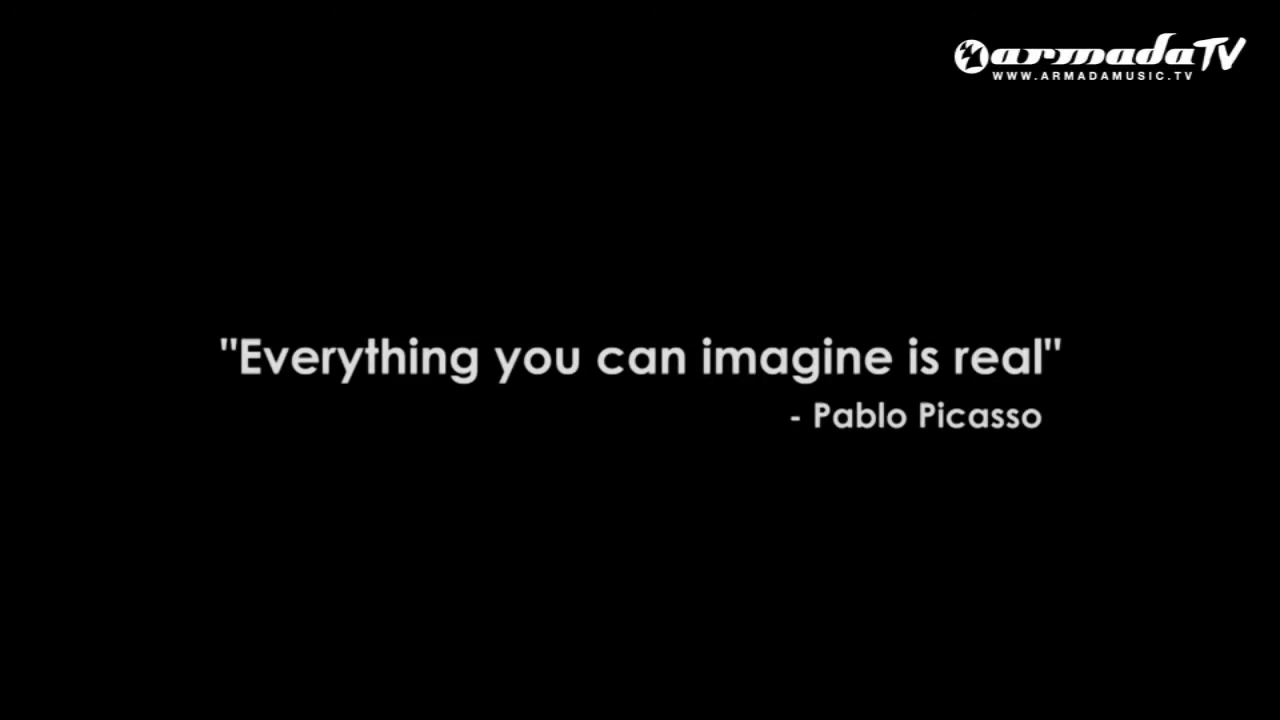 armadaTV
WWW.ARMADAMUSIC.TV
"Everything you can imagine is real"
- Pablo Picasso